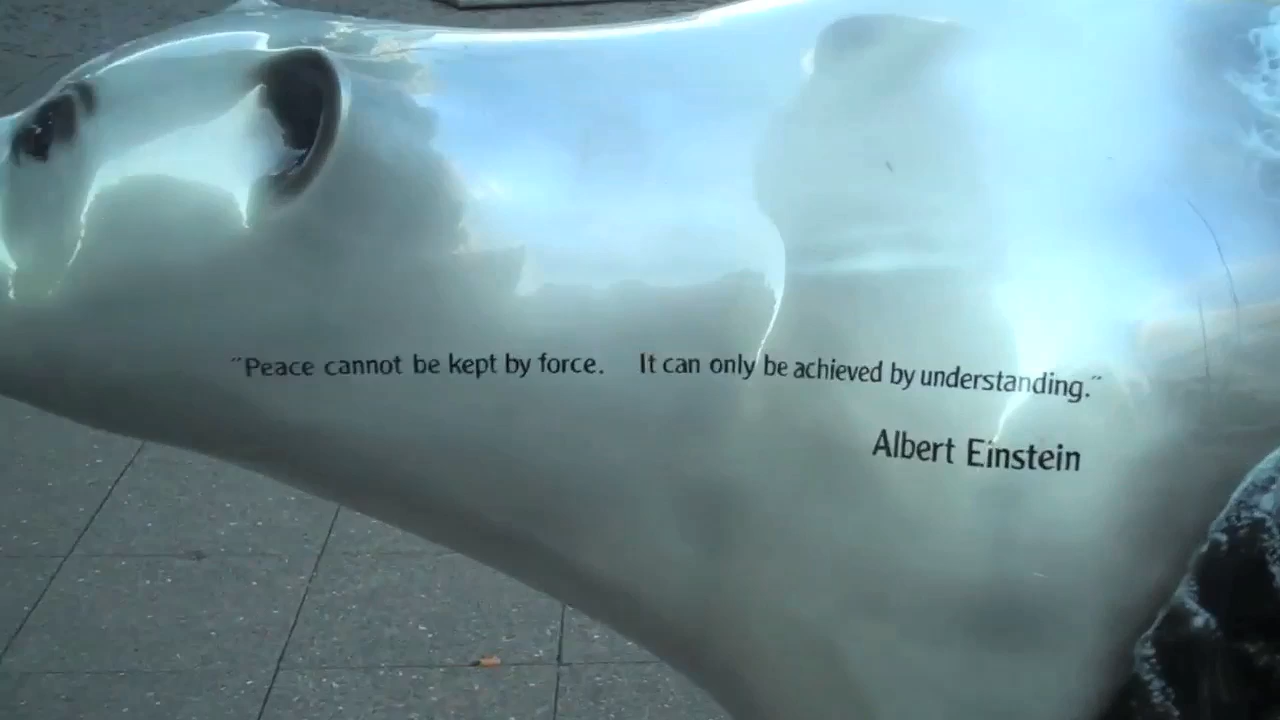 "Peace cannot be kept by force. It can only be achieved by understanding."
Albert Einstein